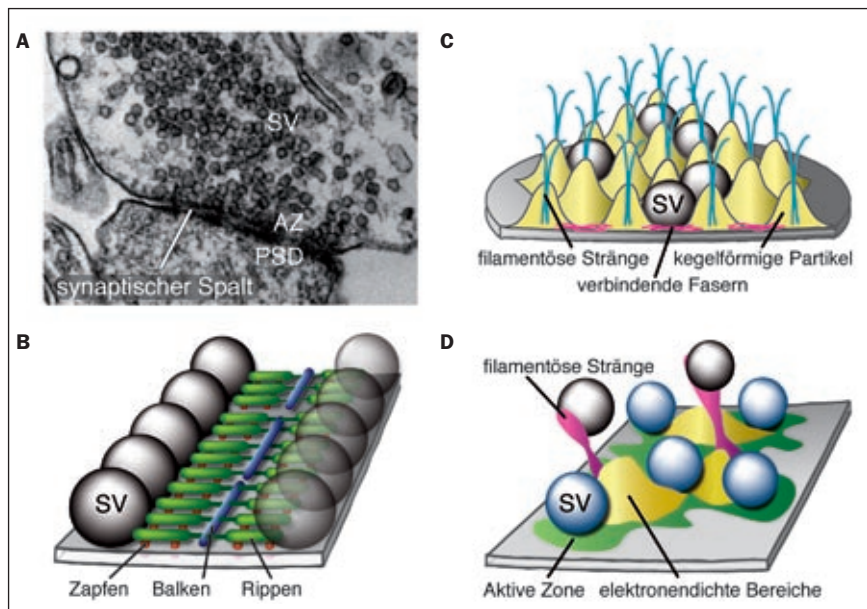 A
SV
AZ
PSD
synaptischer Spalt
B
SV
Zapfen Balken Rippen
C
SV
filamentöse Stränge kegelförmige Partikel
verbindende Fasern
D
filamentöse Stränge
SV
Aktive Zone elektronendichte Bereiche